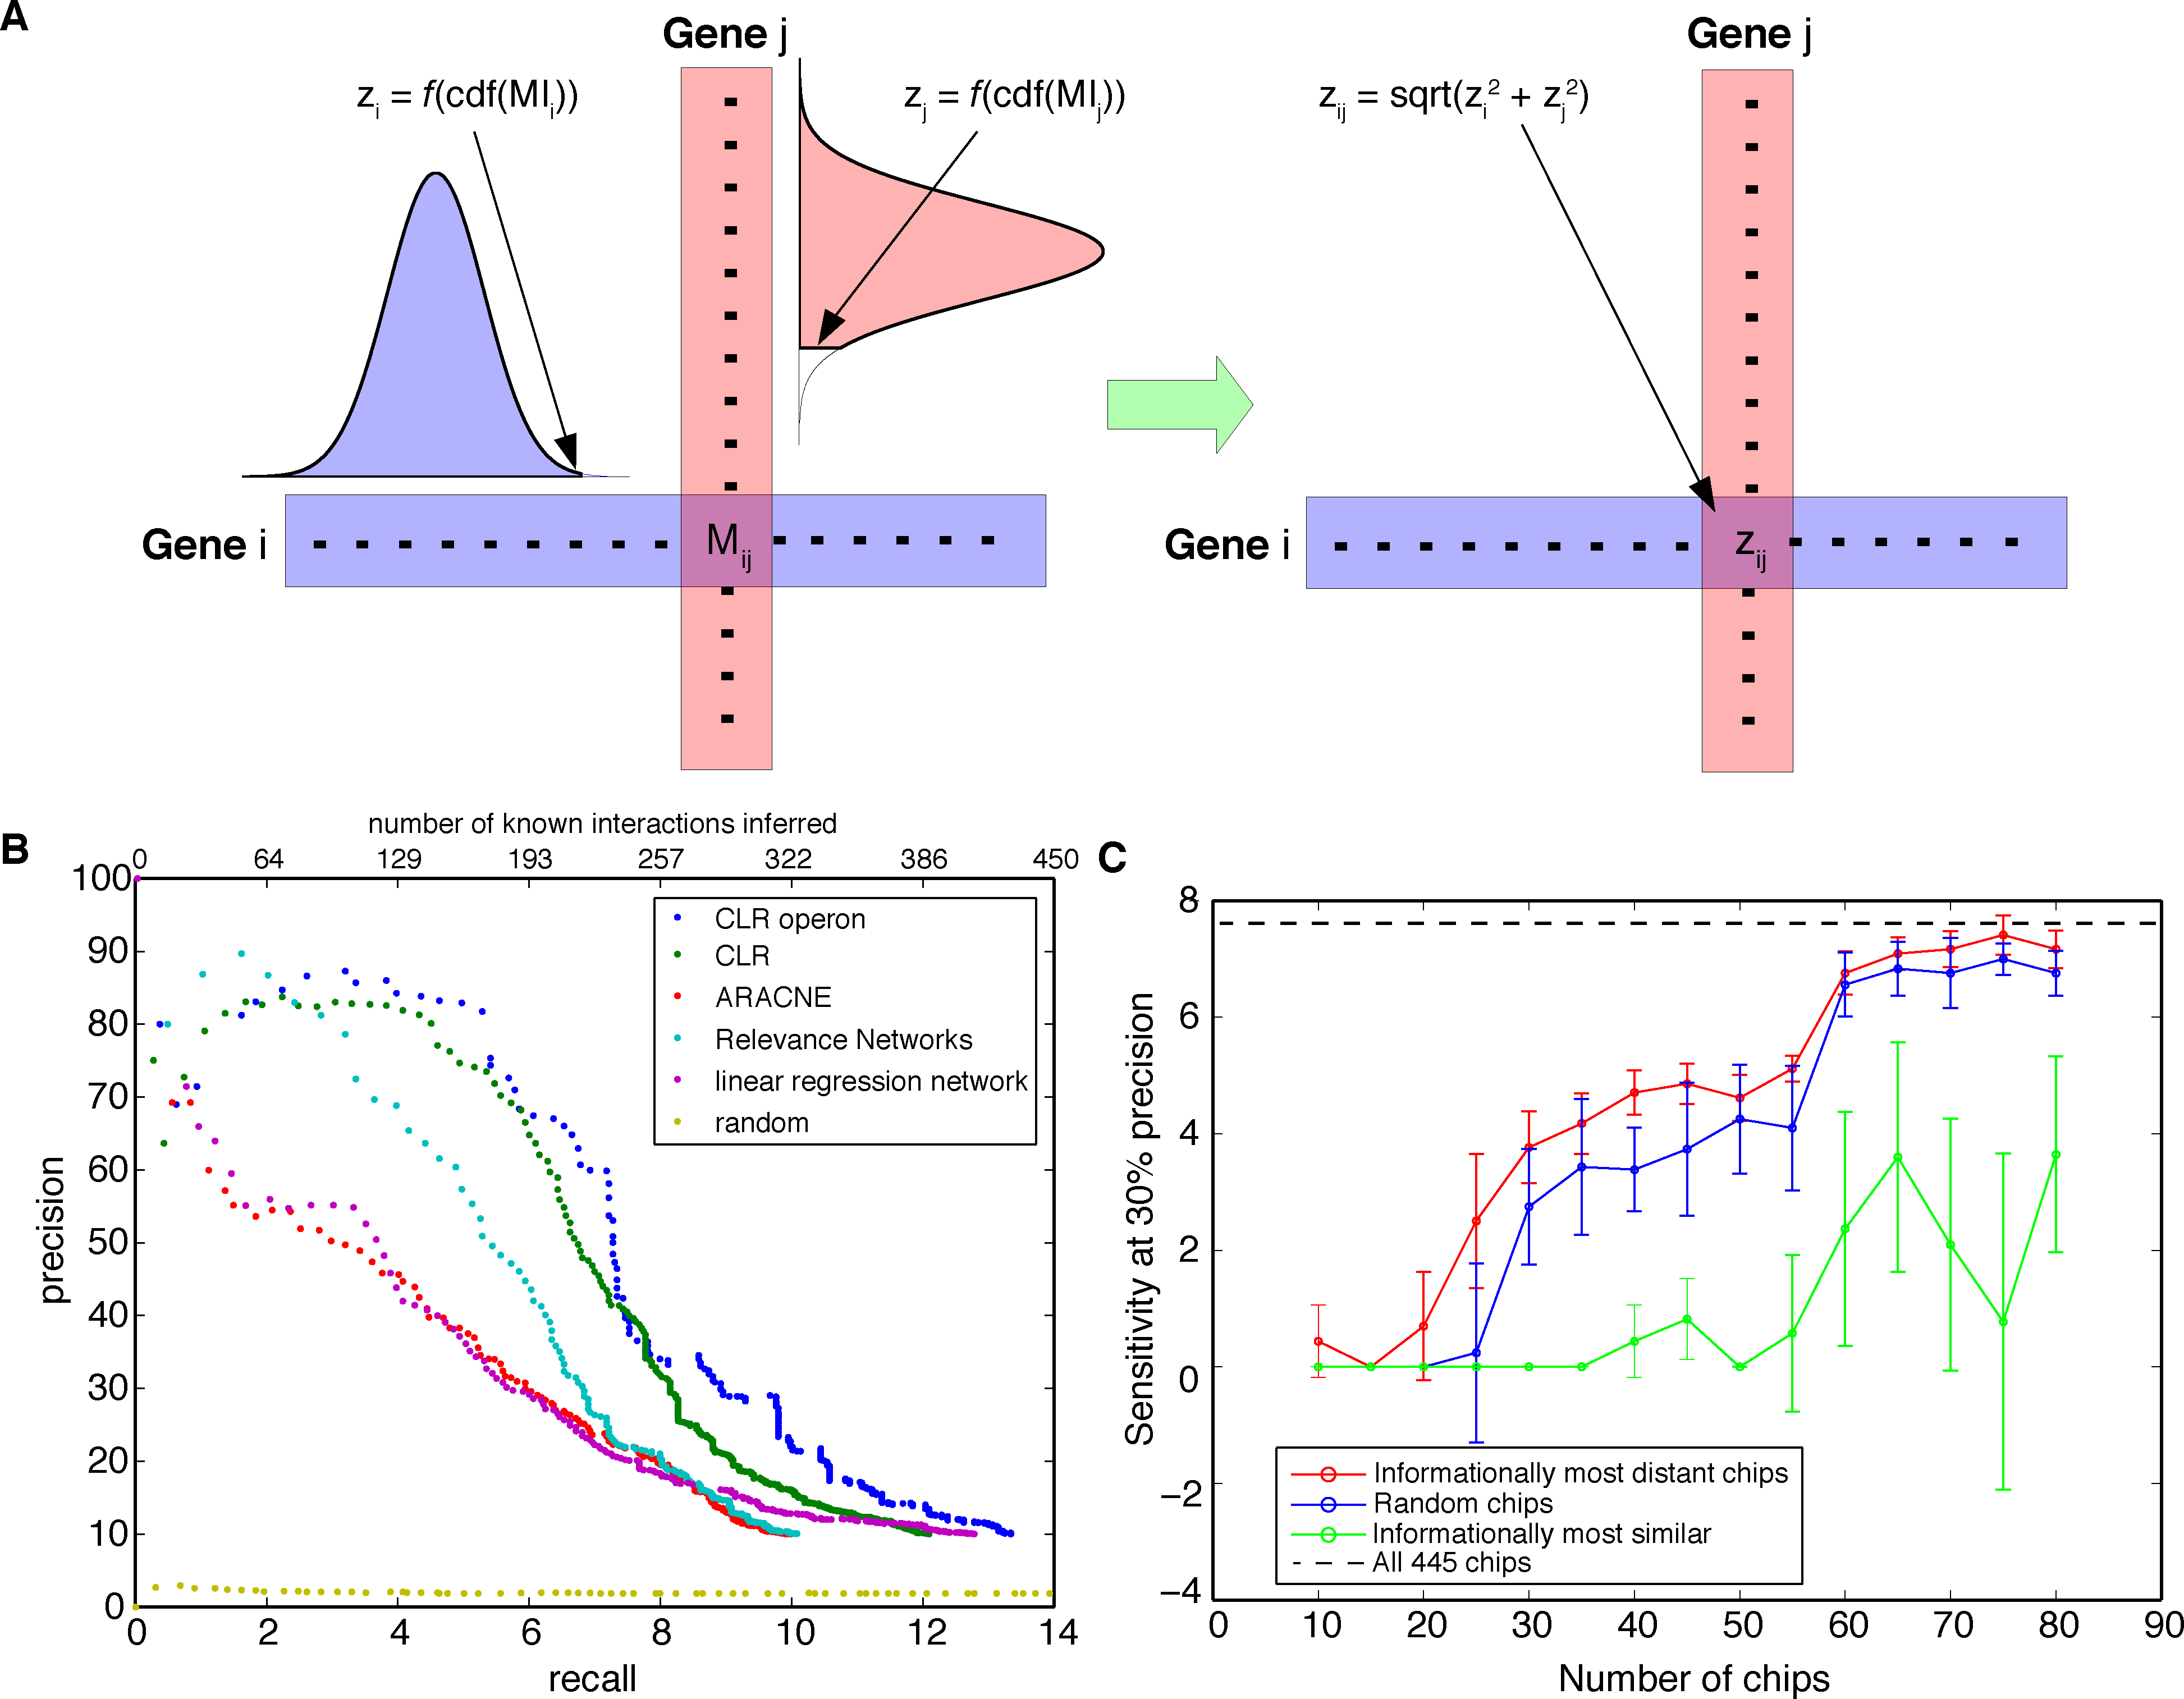 A
Gene j
Gene j
zi = f(cdf(MIi))
zj = f(cdf(MIj))
zij = sqrt(zi2 + zj2)
Gene i
Mij
Gene i
zij
B
number of known interactions inferred
0 64 129 193 257 322 386 450
100
90
80
70
60
50
40
30
20
10
0
precision
CLR operon
CLR
ARACNE
Relevance Networks
linear regression network
random
0 2 4 6 8 10 12 14
recall
C
8
6
4
2
0
−2
−4
Sensitivity at 30% precision
Informationally most distant chips
Random chips
Informationally most similar
All 445 chips
0 10 20 30 40 50 60 70 80 90
Number of chips